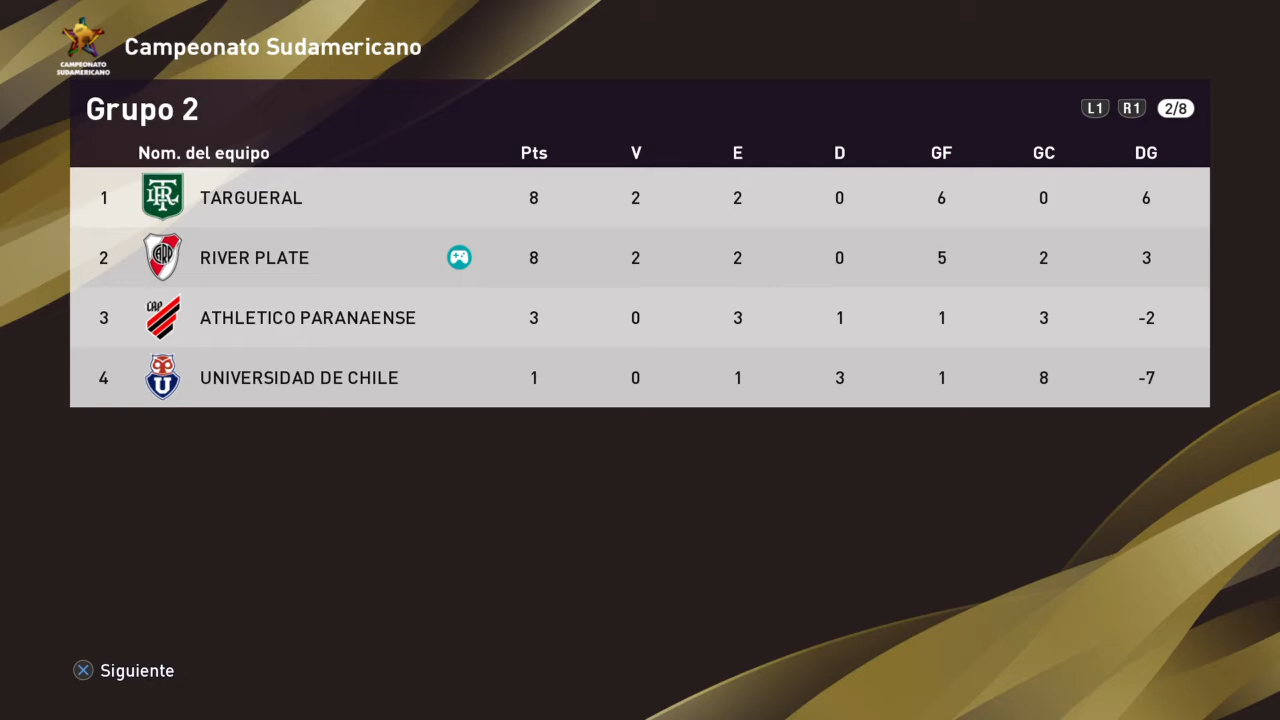 CAMPEONATO
SUDAMERICANO
Campeonato Sudamericano
Grupo 2 L1 R1 2/8
Nom. del equipo Pts V E D GF GC DG
1 TARGUERAL 8 2 2 0 6 0 6
2 CARP RIVER PLATE 8 2 2 0 5 2 3
3 CAP ATHLETICO PARANAENSE 3 0 3 1 1 3 -2
4 U UNIVERSIDAD DE CHILE 1 0 1 3 1 8 -7
Siguiente